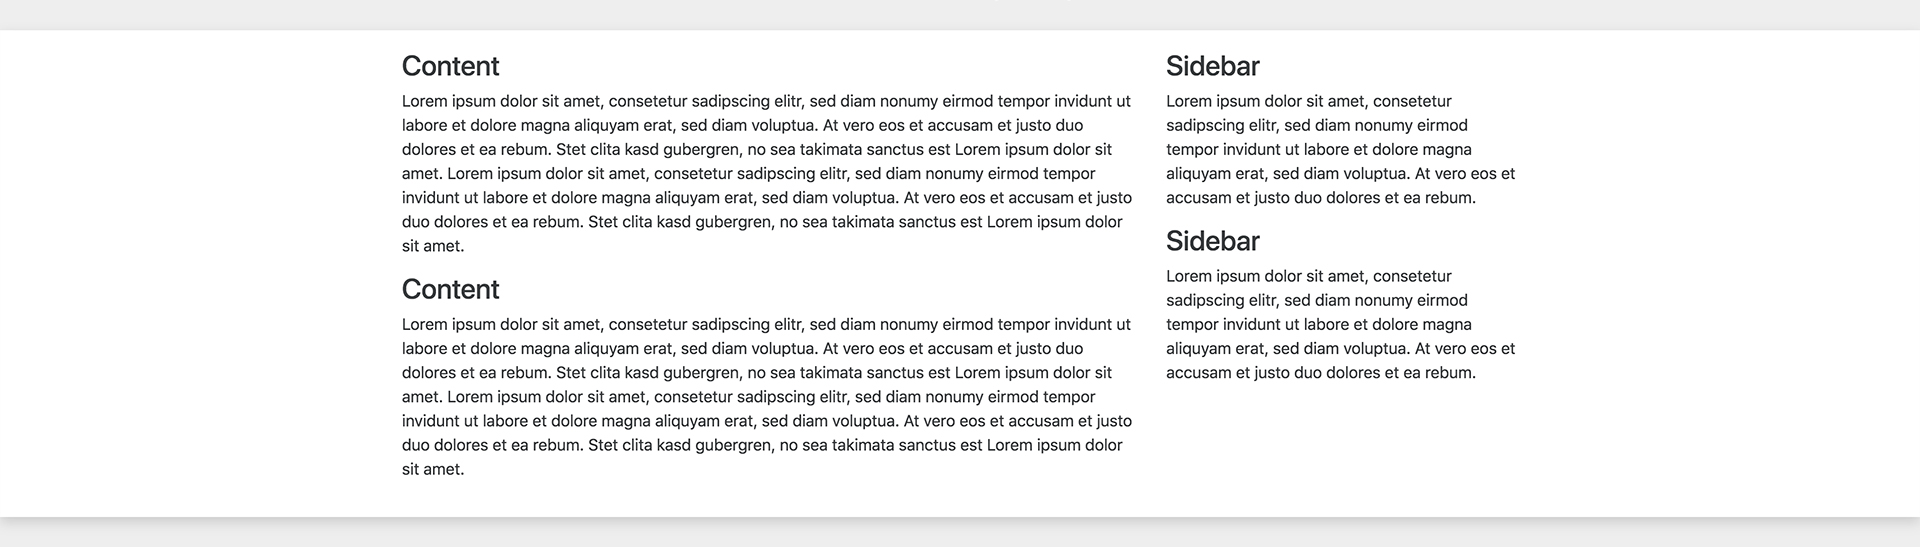 Content
Lorem ipsum dolor sit amet, consetetur sadipscing elitr, sed diam nonumy eirmod tempor invidunt ut
labore et dolore magna aliquyam erat, sed diam voluptua. At vero eos et accusam et justo duo
dolores et ea rebum. Stet clita kasd gubergren, no sea takimata sanctus est Lorem ipsum dolor sit
amet. Lorem ipsum dolor sit amet, consetetur sadipscing elitr, sed diam nonumy eirmod tempor
invidunt ut labore et dolore magna aliquyam erat, sed diam voluptua. At vero eos et accusam et justo
duo dolores et ea rebum. Stet clita kasd gubergren, no sea takimata sanctus est Lorem ipsum dolor
sit amet.
Content
Lorem ipsum dolor sit amet, consetetur sadipscing elitr, sed diam nonumy eirmod tempor invidunt ut
labore et dolore magna aliquyam erat, sed diam voluptua. At vero eos et accusam et justo duo
dolores et ea rebum. Stet clita kasd gubergren, no sea takimata sanctus est Lorem ipsum dolor sit
amet. Lorem ipsum dolor sit amet, consetetur sadipscing elitr, sed diam nonumy eirmod tempor
invidunt ut labore et dolore magna aliquyam erat, sed diam voluptua. At vero eos et accusam et justo
duo dolores et ea rebum. Stet clita kasd gubergren, no sea takimata sanctus est Lorem ipsum dolor
sit amet.
Sidebar
Lorem ipsum dolor sit amet, consetetur
sadipscing elitr, sed diam nonumy eirmod
tempor invidunt ut labore et dolore magna
aliquyam erat, sed diam voluptua. At vero eos et
accusam et justo duo dolores et ea rebum.
Sidebar
Lorem ipsum dolor sit amet, consetetur
sadipscing elitr, sed diam nonumy eirmod
tempor invidunt ut labore et dolore magna
aliquyam erat, sed diam voluptua. At vero eos et
accusam et justo duo dolores et ea rebum.